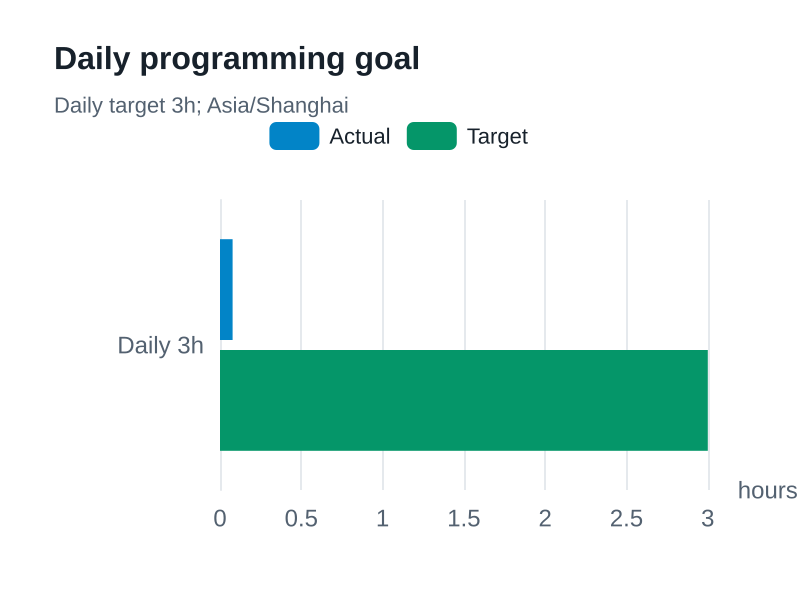 Daily programming goal
Daily target 3h; Asia/Shanghai
Actual Target
Daily 3h
hours
0 0.5 1 1.5 2 2.5 3